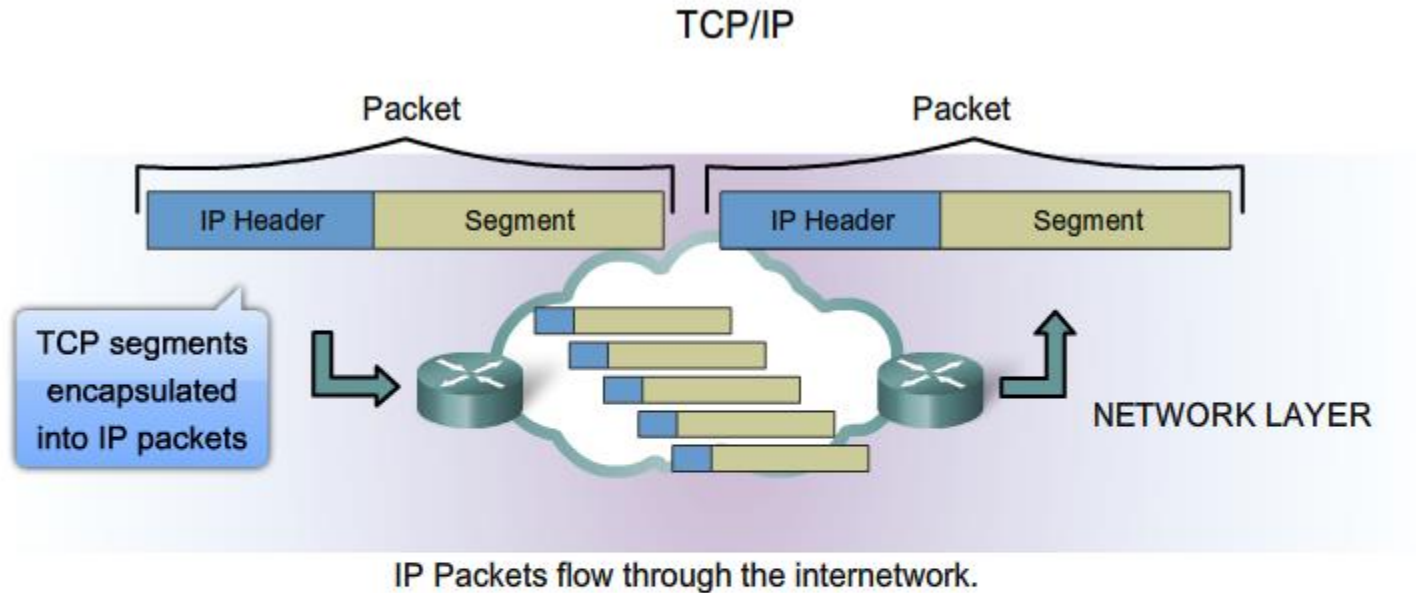 TCP/IP
Packet
Packet
IP Header
Segment
IP Header
Segment
TCP segments
encapsulated
into IP packets
NETWORK LAYER
IP Packets flow through the internetwork.